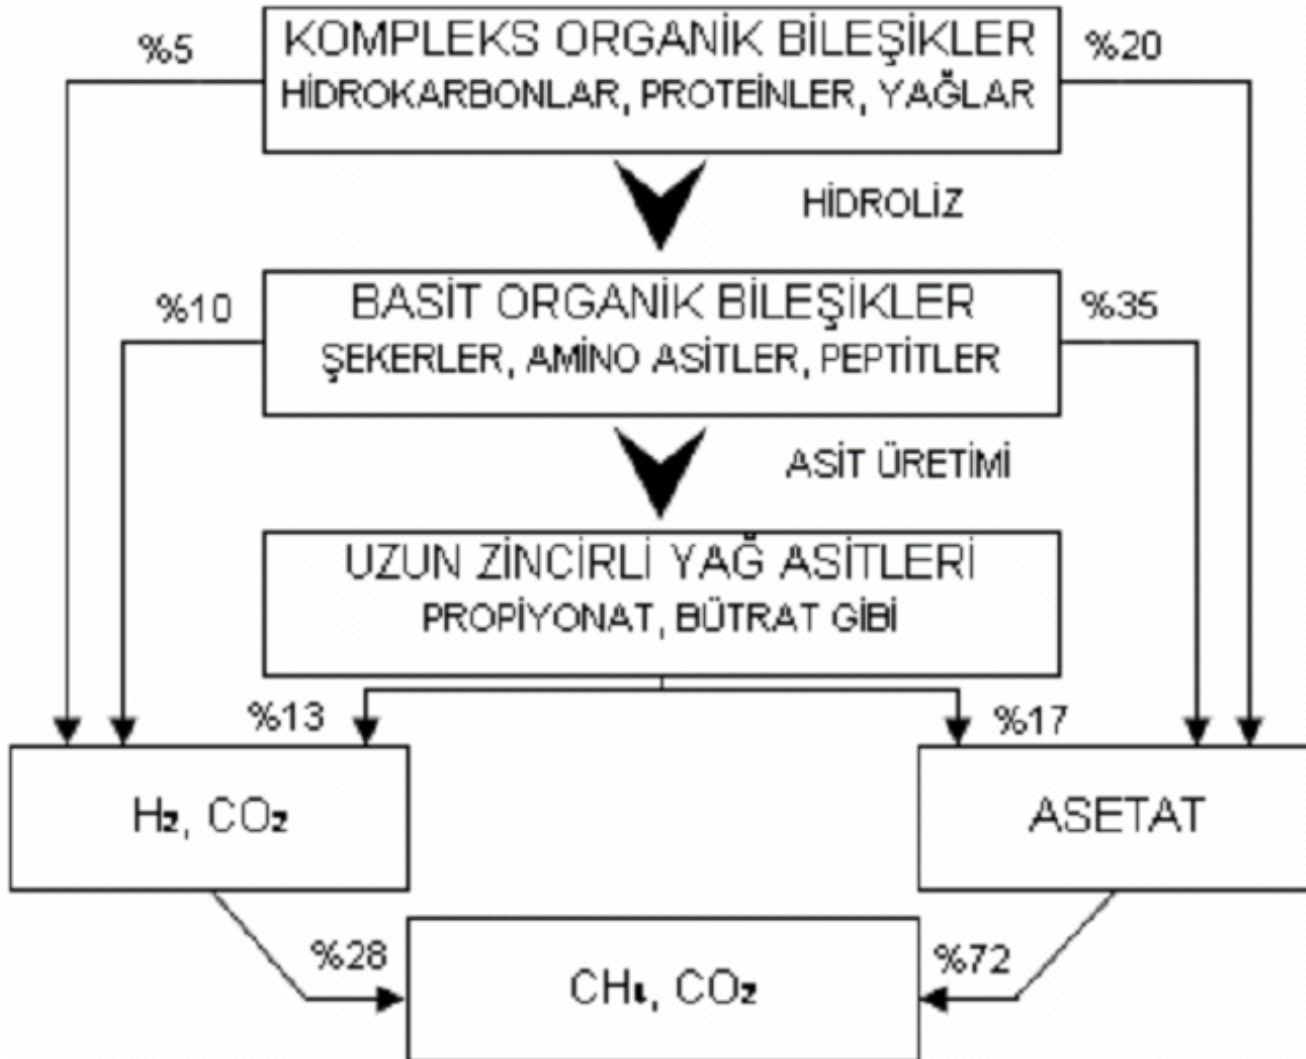 KOMPLEKS ORGANİK BİLEŞİKLER
HİDROKARBONLAR, PROTEİNLER, YAĞLAR
%5
%20
HİDROLİZ
BASİT ORGANİK BİLEŞİKLER
ŞEKERLER, AMİNO ASİTLER, PEPTİTLER
%10
%35
ASİT ÜRETİMİ
UZUN ZİNCİRLİ YAĞ ASİTLERİ
PROPİYONAT, BÜTRAT GİBİ
%13
%17
H₂, CO₂
ASETAT
%28
%72
CH₄, CO₂